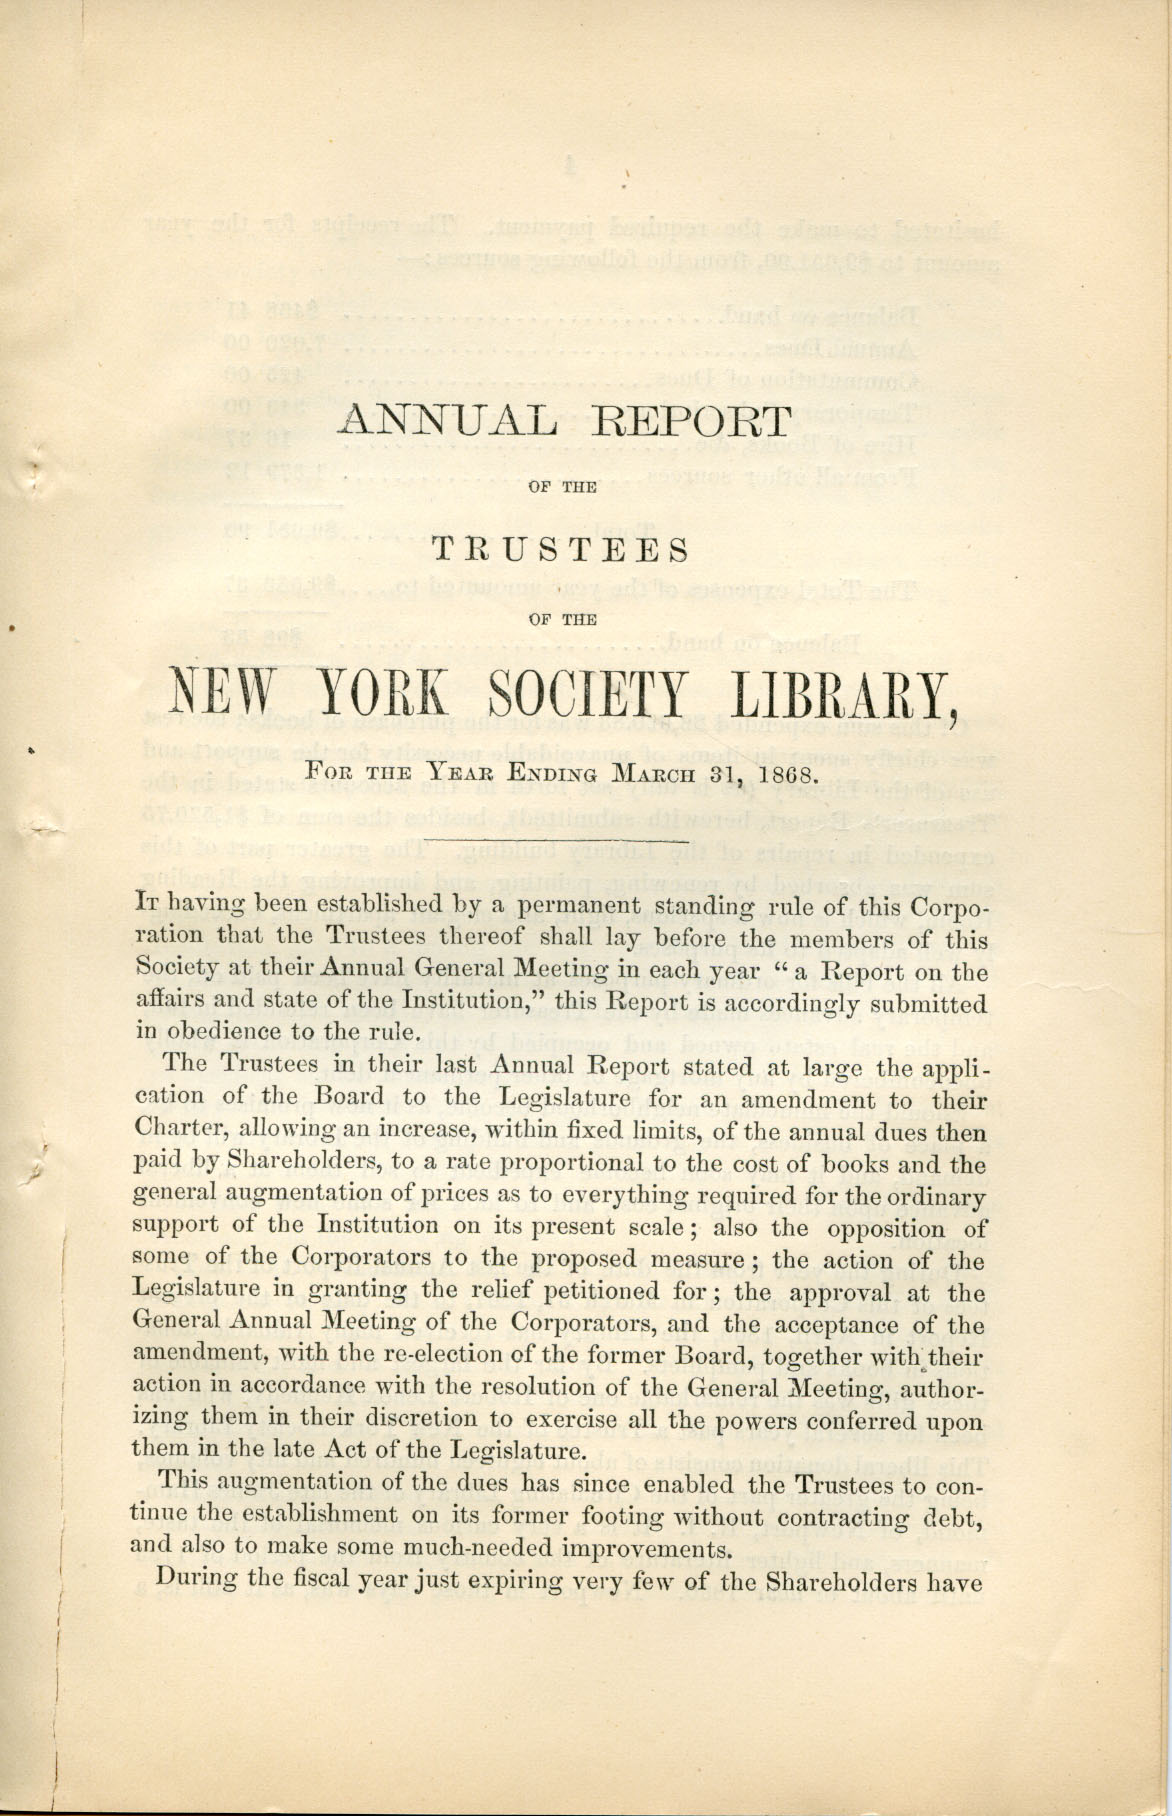 ANNUAL REPORT
OF THE
TRUSTEES
OF THE
NEW YORK SOCIETY LIBRARY,
FOR THE YEAR ENDING MARCH 31, 1868.
IT having been established by a permanent standing rule of this Corpo-
ration that the Trustees thereof shall lay before the members of this
Society at their Annual General Meeting in each year “ a Report on the
affairs and state of the Institution,” this Report is accordingly submitted
in obedience to the rule.
The Trustees in their last Annual Report stated at large the appli-
cation of the Board to the Legislature for an amendment to their
Charter, allowing an increase, within fixed limits, of the annual dues then
paid by Shareholders, to a rate proportional to the cost of books and the
general augmentation of prices as to everything required for the ordinary
support of the Institution on its present scale ; also the opposition of
some of the Corporators to the proposed measure ; the action of the
Legislature in granting the relief petitioned for ; the approval at the
General Annual Meeting of the Corporators, and the acceptance of the
amendment, with the re-election of the former Board, together with their
action in accordance with the resolution of the General Meeting, author-
izing them in their discretion to exercise all the powers conferred upon
them in the late Act of the Legislature.
This augmentation of the dues has since enabled the Trustees to con-
tinue the establishment on its former footing without contracting debt,
and also to make some much-needed improvements.
During the fiscal year just expiring very few of the Shareholders have